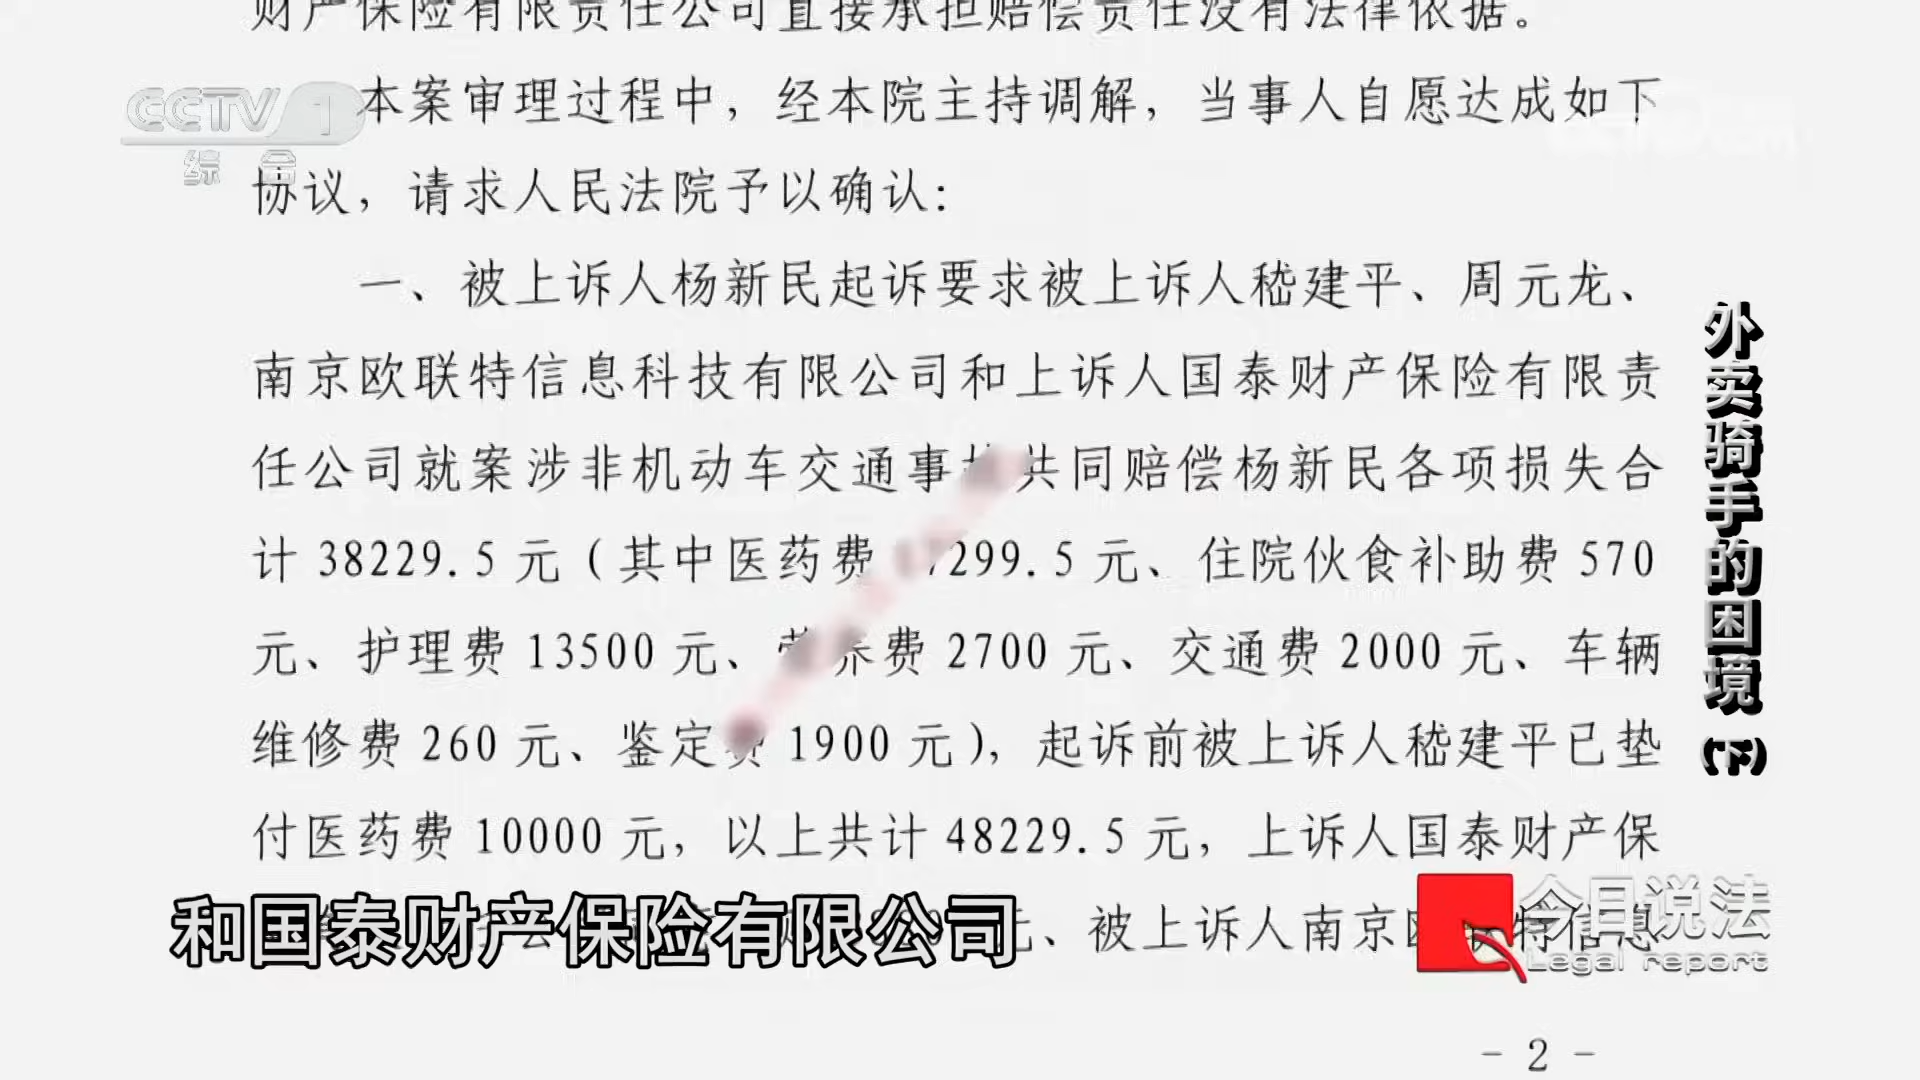 财产保险有限责任公司直接承担赔偿责任没有法律依据。
CCTV 1
综合
本案审理过程中，经本院主持调解，当事人自愿达成如下
协议，请求人民法院予以确认：
一、被上诉人杨新民起诉要求被上诉人嵇建平、周元龙、
南京欧联特信息科技有限公司和上诉人国泰财产保险有限责
任公司就案涉非机动车交通事 共同赔偿杨新民各项损失合
计 38229.5 元（其中医药费 7299.5 元、住院伙食补助费 570
元、护理费 13500 元、营养费 2700 元、交通费 2000 元、车辆
维修费 260 元、鉴定费 1900 元），起诉前被上诉人嵇建平已垫
付医药费 10000 元，以上共计 48229.5 元，上诉人国泰财产保
元、被上诉人南京欧联特信息
和国泰财产保险有限公司
外卖骑手的困境（下）
今日说法
Legal report
- 2 -